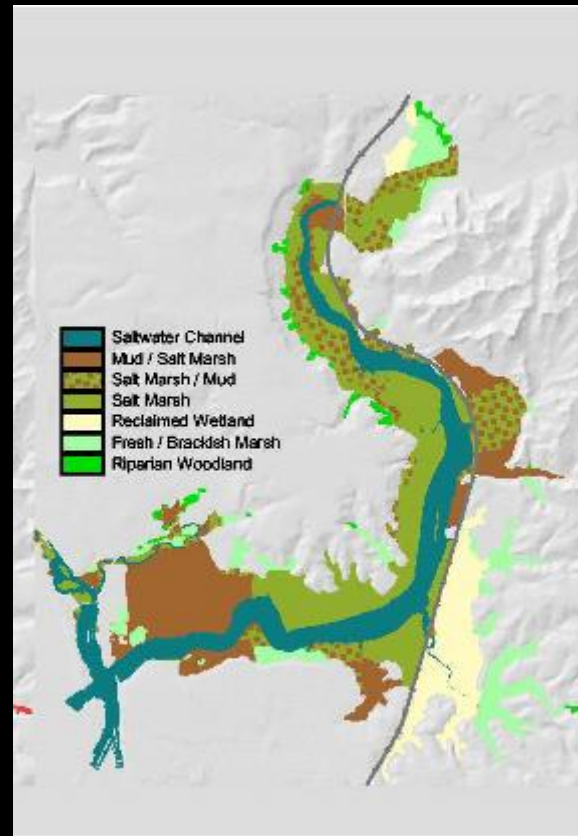 Saltwater Channel
Mud / Salt Marsh
Salt Marsh / Mud
Salt Marsh
Reclaimed Wetland
Fresh / Brackish Marsh
Riparian Woodland